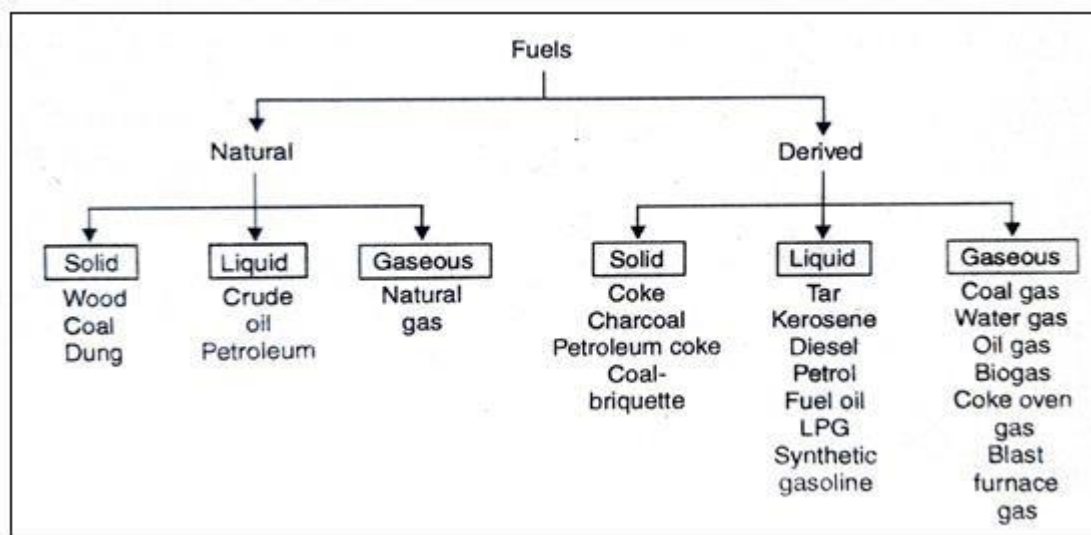 Fuels
Natural
Derived
Solid
Wood
Coal
Dung
Liquid
Crude
oil
Petroleum
Gaseous
Natural
gas
Solid
Coke
Charcoal
Petroleum coke
Coal-
briquette
Liquid
Tar
Kerosene
Diesel
Petrol
Fuel oil
LPG
Synthetic
gasoline
Gaseous
Coal gas
Water gas
Oil gas
Biogas
Coke oven
gas
Blast
furnace
gas